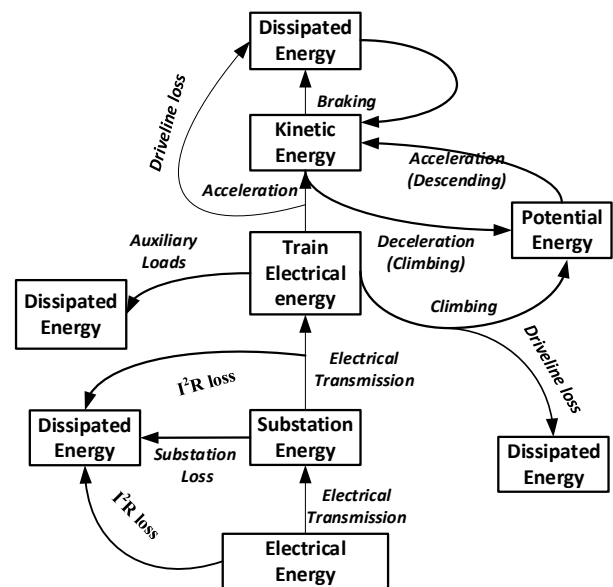 Dissipated
Energy
Driveline loss
Braking
Kinetic
Energy
Acceleration
(Descending)
Acceleration
Potential
Energy
Auxiliary
Loads
Train
Electrical
energy
Deceleration
(Climbing)
Dissipated
Energy
Climbing
Driveline loss
I²R loss
Electrical
Transmission
Dissipated
Energy
Substation
Loss
Substation
Energy
Dissipated
Energy
I²R loss
Electrical
Transmission
Electrical
Energy